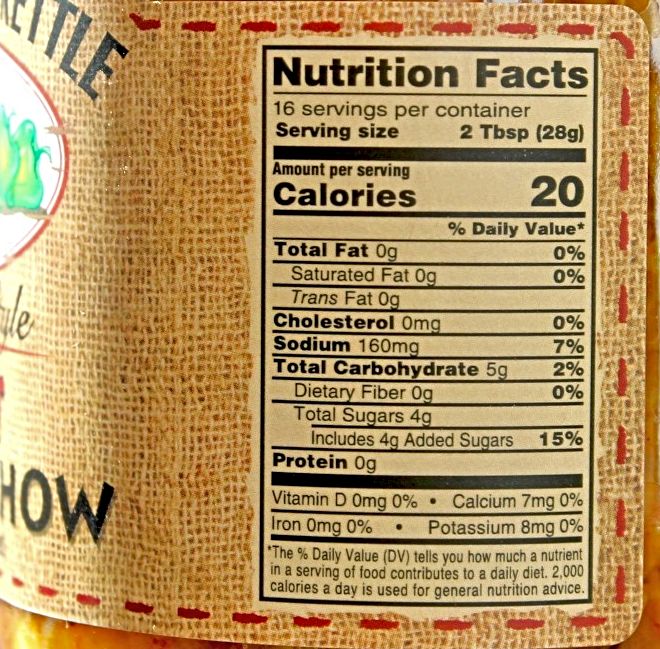 KETTLE
HOW
Nutrition Facts
16 servings per container
Serving size 2 Tbsp (28g)
Amount per serving
Calories 20
% Daily Value*
Total Fat 0g 0%
Saturated Fat 0g 0%
Trans Fat 0g
Cholesterol 0mg 0%
Sodium 160mg 7%
Total Carbohydrate 5g 2%
Dietary Fiber 0g 0%
Total Sugars 4g
Includes 4g Added Sugars 15%
Protein 0g
Vitamin D 0mg 0% • Calcium 7mg 0%
Iron 0mg 0% • Potassium 8mg 0%
*The % Daily Value (DV) tells you how much a nutrient
in a serving of food contributes to a daily diet. 2,000
calories a day is used for general nutrition advice.